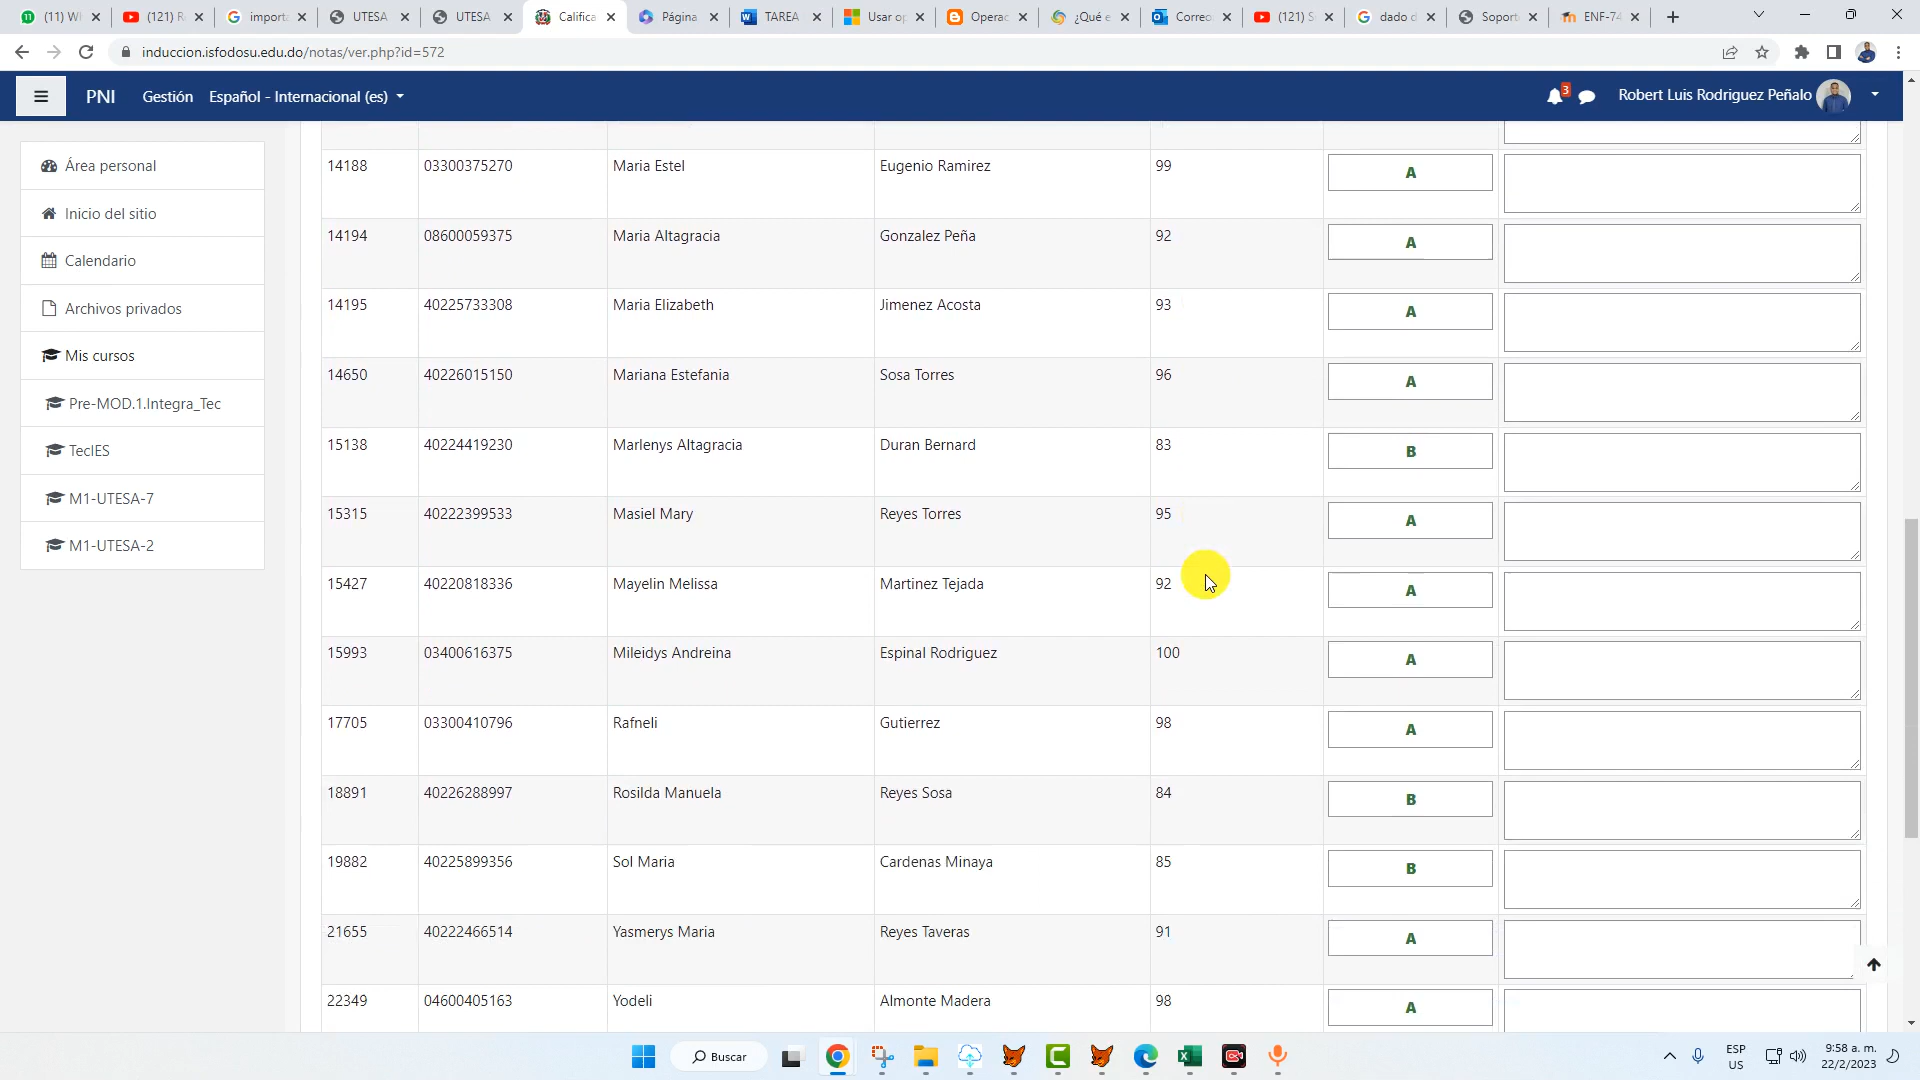 (11) W
(121) R
importa
UTESA
UTESA
Califica
Página
TAREA
Usar op
Operac
¿Qué e
Correo
(121) S
dado d
Soport
ENF-74
induccion.isfodosu.edu.do/notas/ver.php?id=572
PNI Gestión Español - Internacional (es) 3 Robert Luis Rodriguez Peñalo
Área personal
Inicio del sitio
Calendario
Archivos privados
Mis cursos
Pre-MOD.1.Integra_Tec
TecIES
M1-UTESA-7
M1-UTESA-2
14188 03300375270 Maria Estel Eugenio Ramirez 99 A
14194 08600059375 Maria Altagracia Gonzalez Peña 92 A
14195 40225733308 Maria Elizabeth Jimenez Acosta 93 A
14650 40226015150 Mariana Estefania Sosa Torres 96 A
15138 40224419230 Marlenys Altagracia Duran Bernard 83 B
15315 40222399533 Masiel Mary Reyes Torres 95 A
15427 40220818336 Mayelin Melissa Martinez Tejada 92 A
15993 03400616375 Mileidys Andreina Espinal Rodriguez 100 A
17705 03300410796 Rafneli Gutierrez 98 A
18891 40226288997 Rosilda Manuela Reyes Sosa 84 B
19882 40225899356 Sol Maria Cardenas Minaya 85 B
21655 40222466514 Yasmerys Maria Reyes Taveras 91 A
22349 04600405163 Yodeli Almonte Madera 98 A
Buscar
ESP
US
9:58 a. m.
22/2/2023